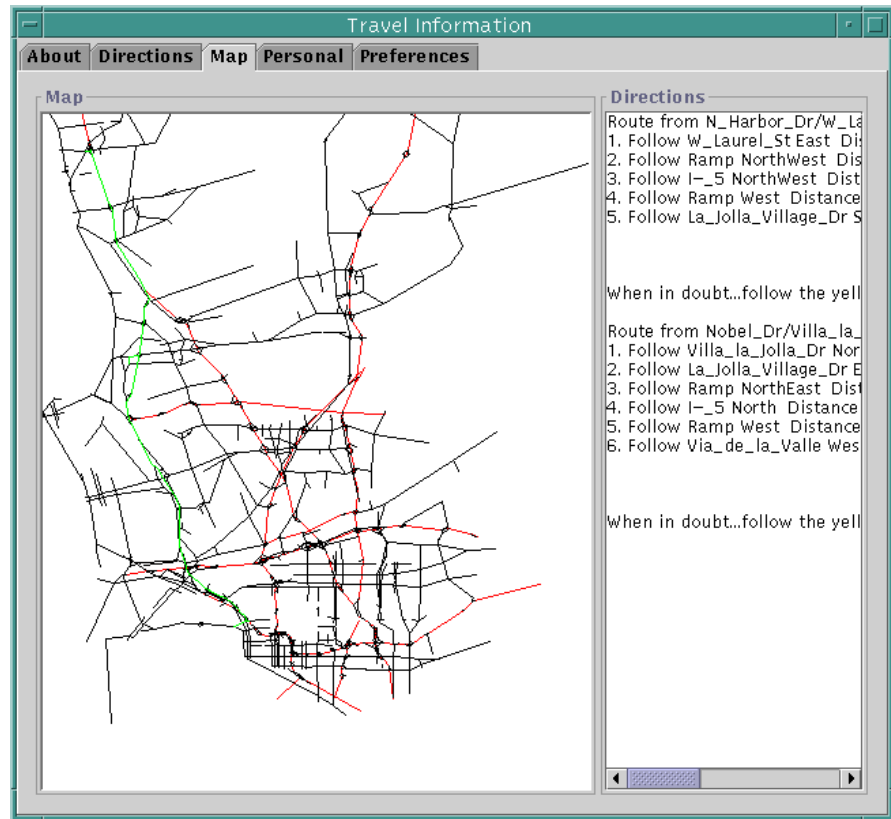 Travel Information
About Directions Map Personal Preferences
Map
Directions
Route from N_Harbor_Dr/W_La
1. Follow W_Laurel_St East Dis
2. Follow Ramp NorthWest Dis
3. Follow I-_5 NorthWest Dist
4. Follow Ramp West Distance
5. Follow La_Jolla_Village_Dr S
When in doubt...follow the yell
Route from Nobel_Dr/Villa_la_
1. Follow Villa_la_Jolla_Dr Nor
2. Follow La_Jolla_Village_Dr E
3. Follow Ramp NorthEast Dist
4. Follow I-_5 North Distance
5. Follow Ramp West Distance
6. Follow Via_de_la_Valle Wes
When in doubt...follow the yell